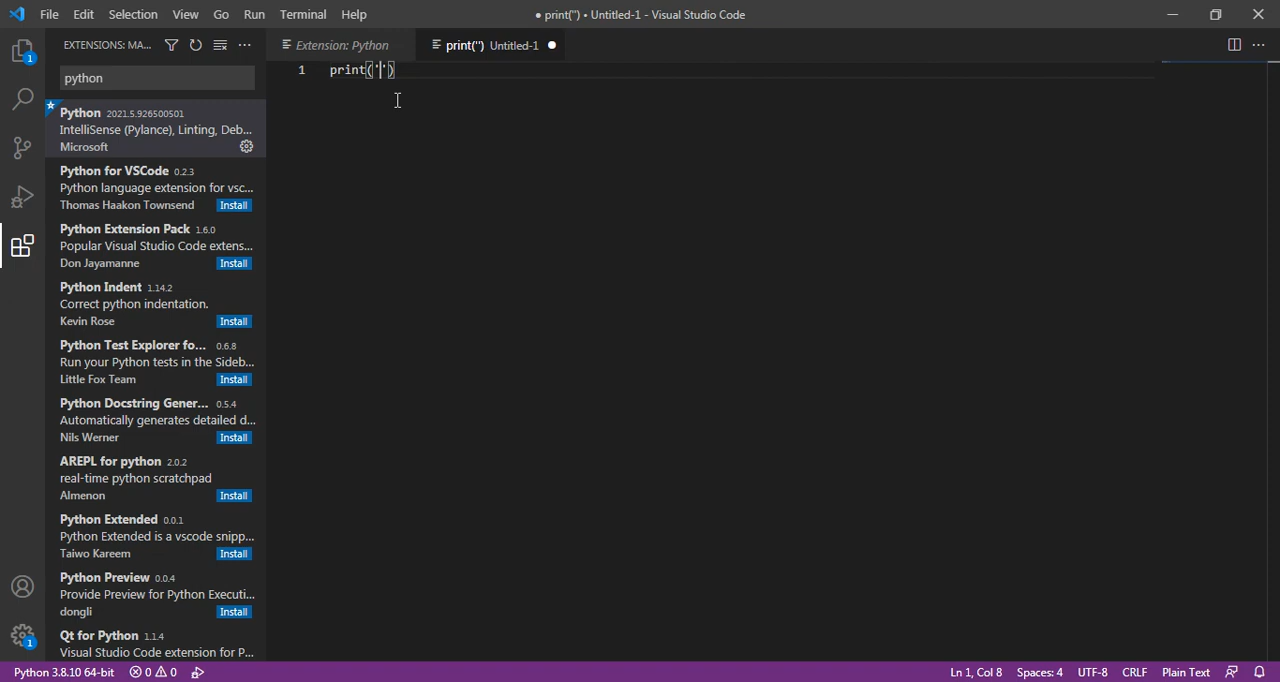 File Edit Selection View Go Run Terminal Help
● print('') • Untitled-1 - Visual Studio Code
EXTENSIONS: MA...
Extension: Python
print('') Untitled-1 ●
1 print('')
python
Python 2021.5.926500501
IntelliSense (Pylance), Linting, Deb...
Microsoft
Python for VSCode 0.2.3
Python language extension for vsc...
Thomas Haakon Townsend Install
Python Extension Pack 1.6.0
Popular Visual Studio Code extens...
Don Jayamanne Install
Python Indent 1.14.2
Correct python indentation.
Kevin Rose Install
Python Test Explorer fo... 0.6.8
Run your Python tests in the Sideb...
Little Fox Team Install
Python Docstring Gener... 0.5.4
Automatically generates detailed d...
Nils Werner Install
AREPL for python 2.0.2
real-time python scratchpad
Almenon Install
Python Extended 0.0.1
Python Extended is a vscode snipp...
Taiwo Kareem Install
Python Preview 0.0.4
Provide Preview for Python Executi...
dongli Install
Qt for Python 1.1.4
Visual Studio Code extension for P...
1
1
Python 3.8.10 64-bit 0 0 Ln 1, Col 8 Spaces: 4 UTF-8 CRLF Plain Text